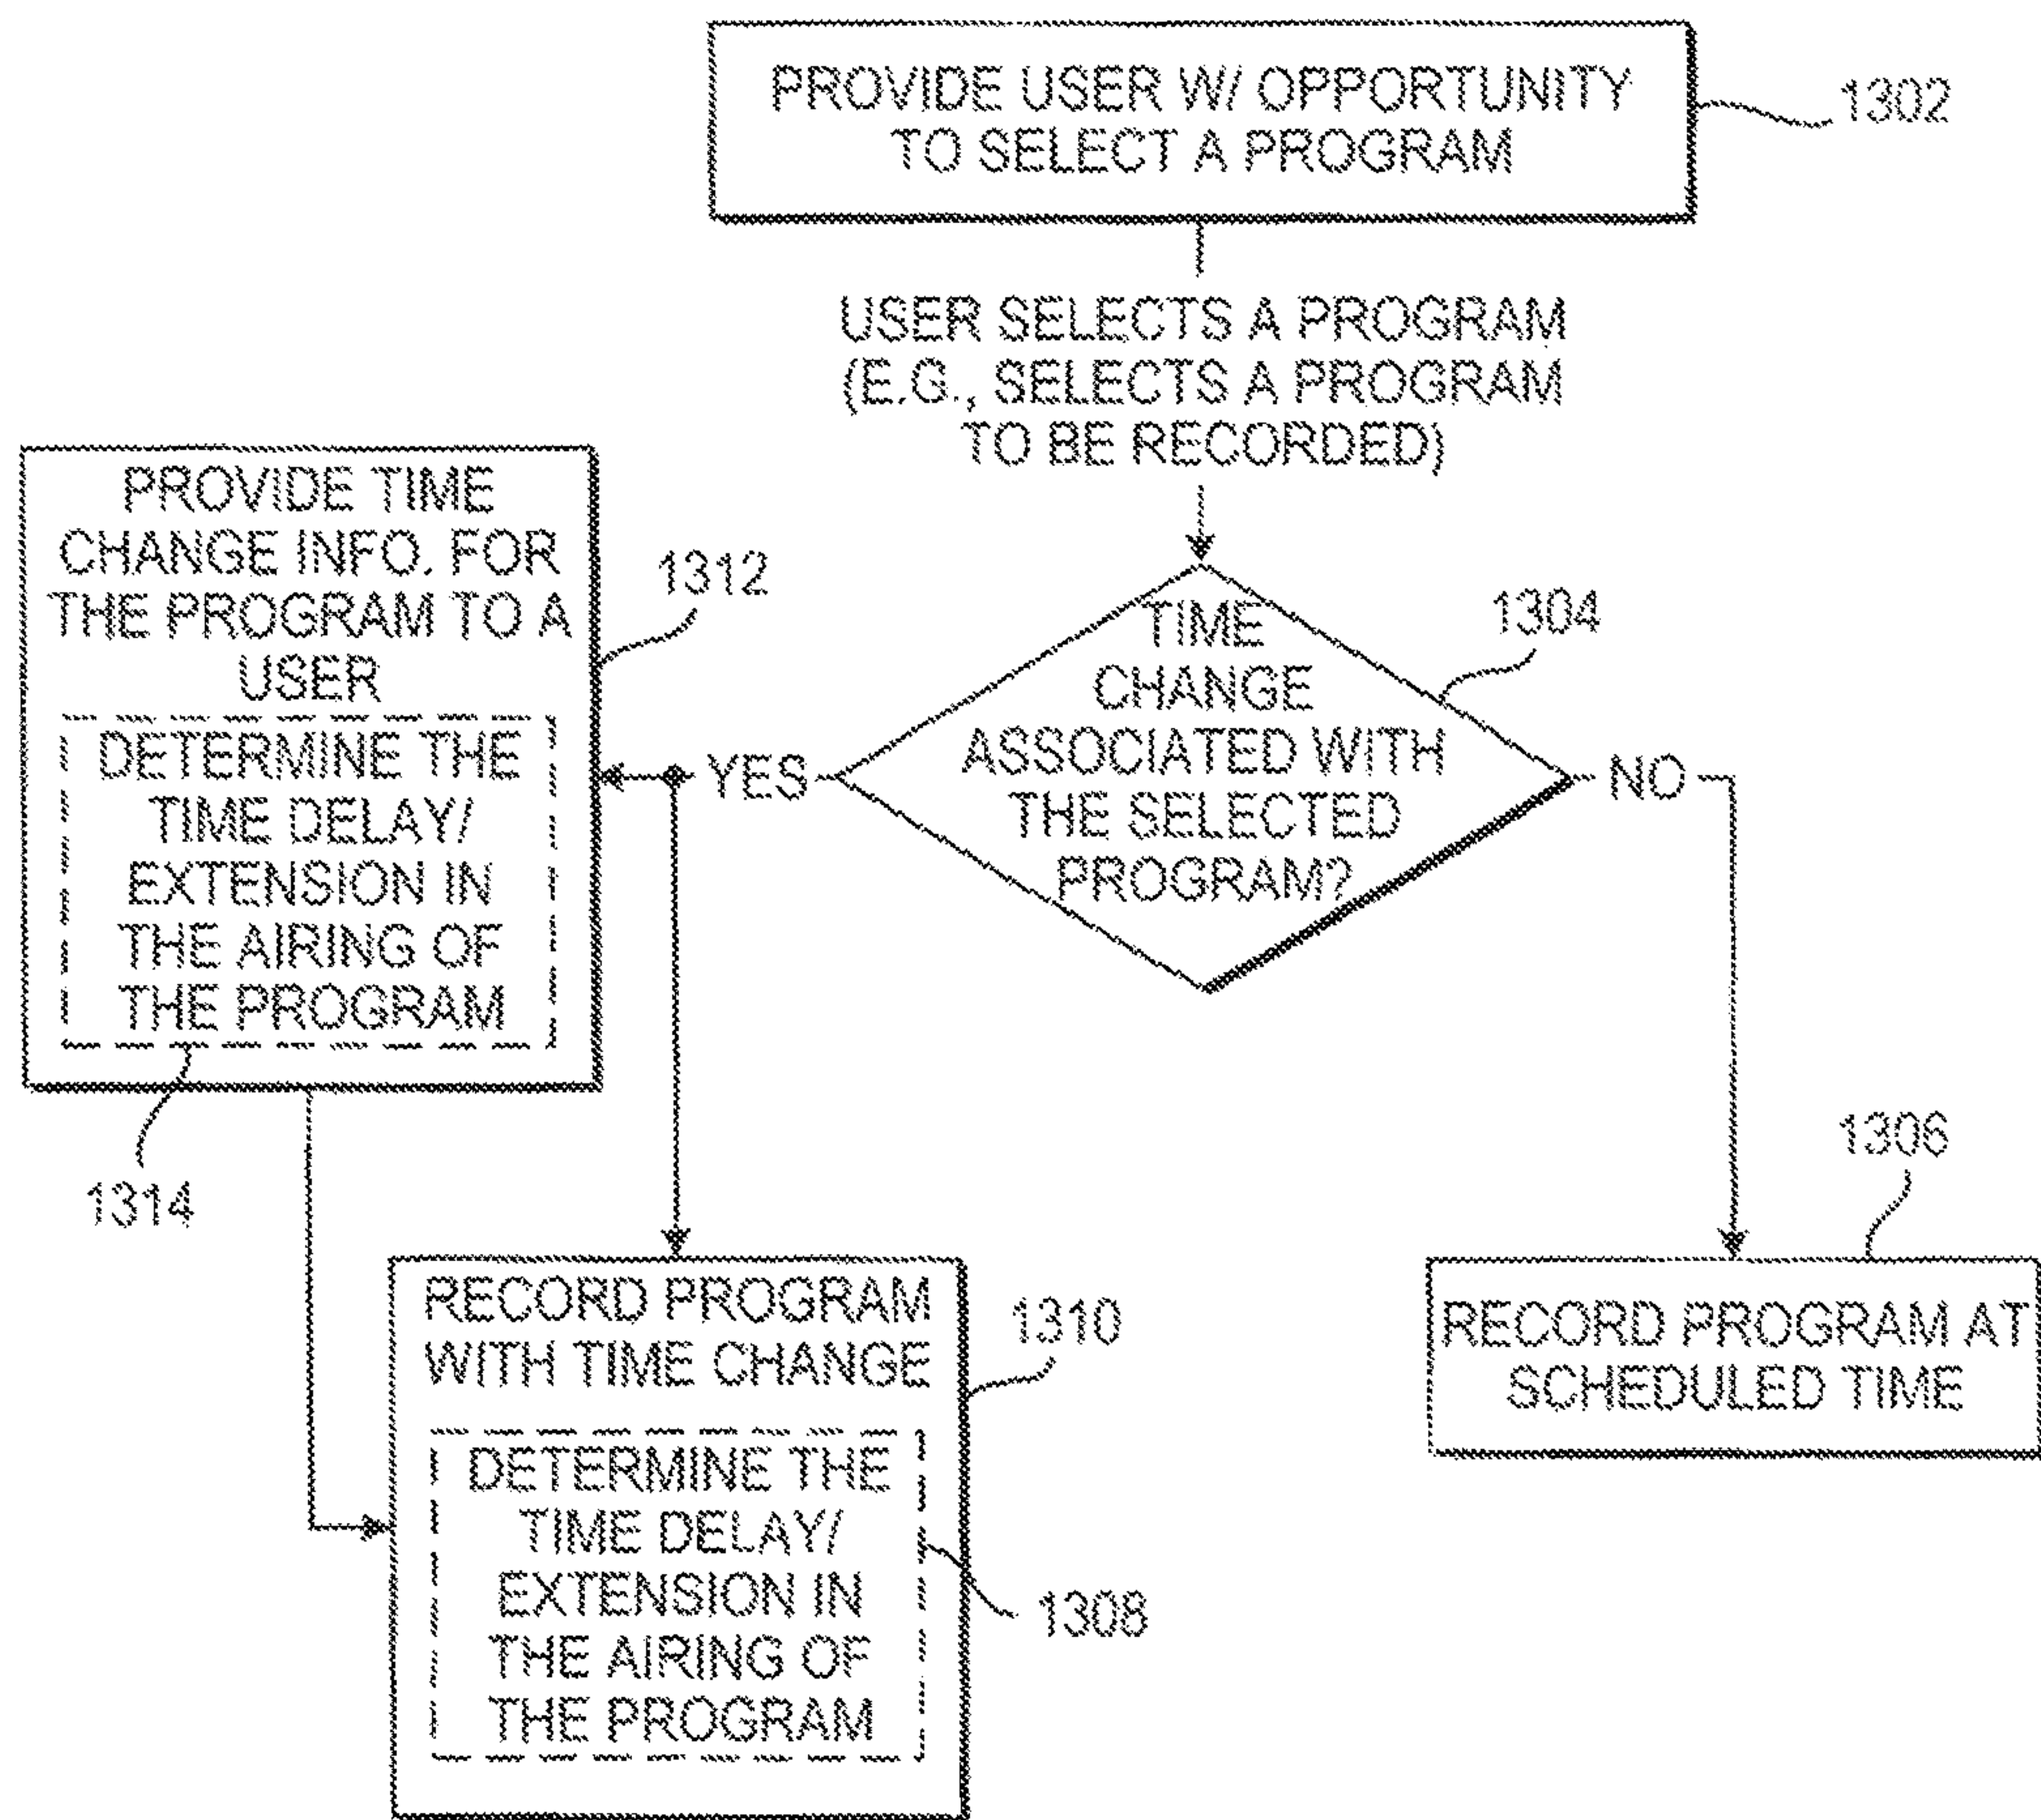 PROVIDE USER W/ OPPORTUNITY
TO SELECT A PROGRAM
1302
USER SELECTS A PROGRAM
(E.G., SELECTS A PROGRAM
TO BE RECORDED)
PROVIDE TIME
CHANGE INFO. FOR
THE PROGRAM TO A
USER
1312
DETERMINE THE
TIME DELAY/
EXTENSION IN
THE AIRING OF
THE PROGRAM
1314
YES
TIME
CHANGE
ASSOCIATED WITH
THE SELECTED
PROGRAM?
1304
NO
RECORD PROGRAM
WITH TIME CHANGE
1310
DETERMINE THE
TIME DELAY/
EXTENSION IN
THE AIRING OF
THE PROGRAM
1308
1306
RECORD PROGRAM AT
SCHEDULED TIME